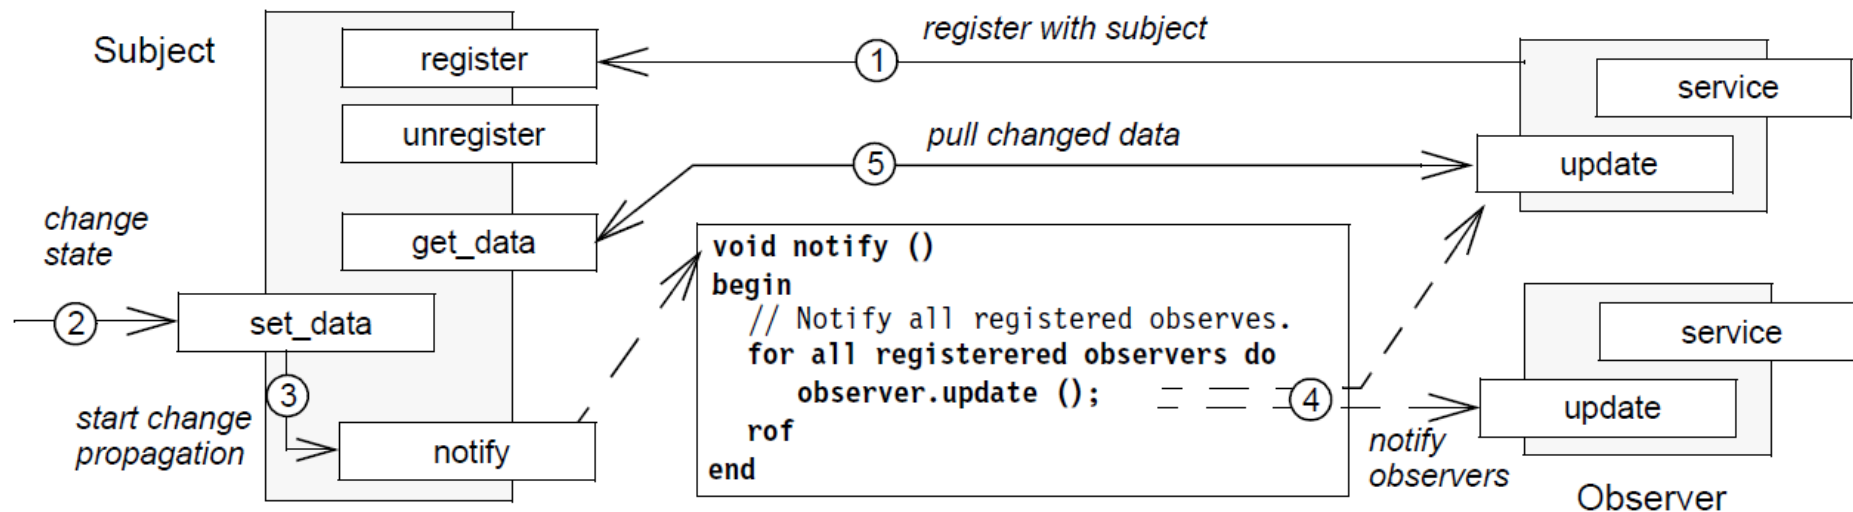 Subject
register
unregister
get_data
set_data
notify
change
state
2
3
start change
propagation
register with subject
1
pull changed data
5
void notify ()
begin
// Notify all registered observes.
for all registerered observers do
observer.update ();
rof
end
4
notify
observers
service
update
service
update
Observer